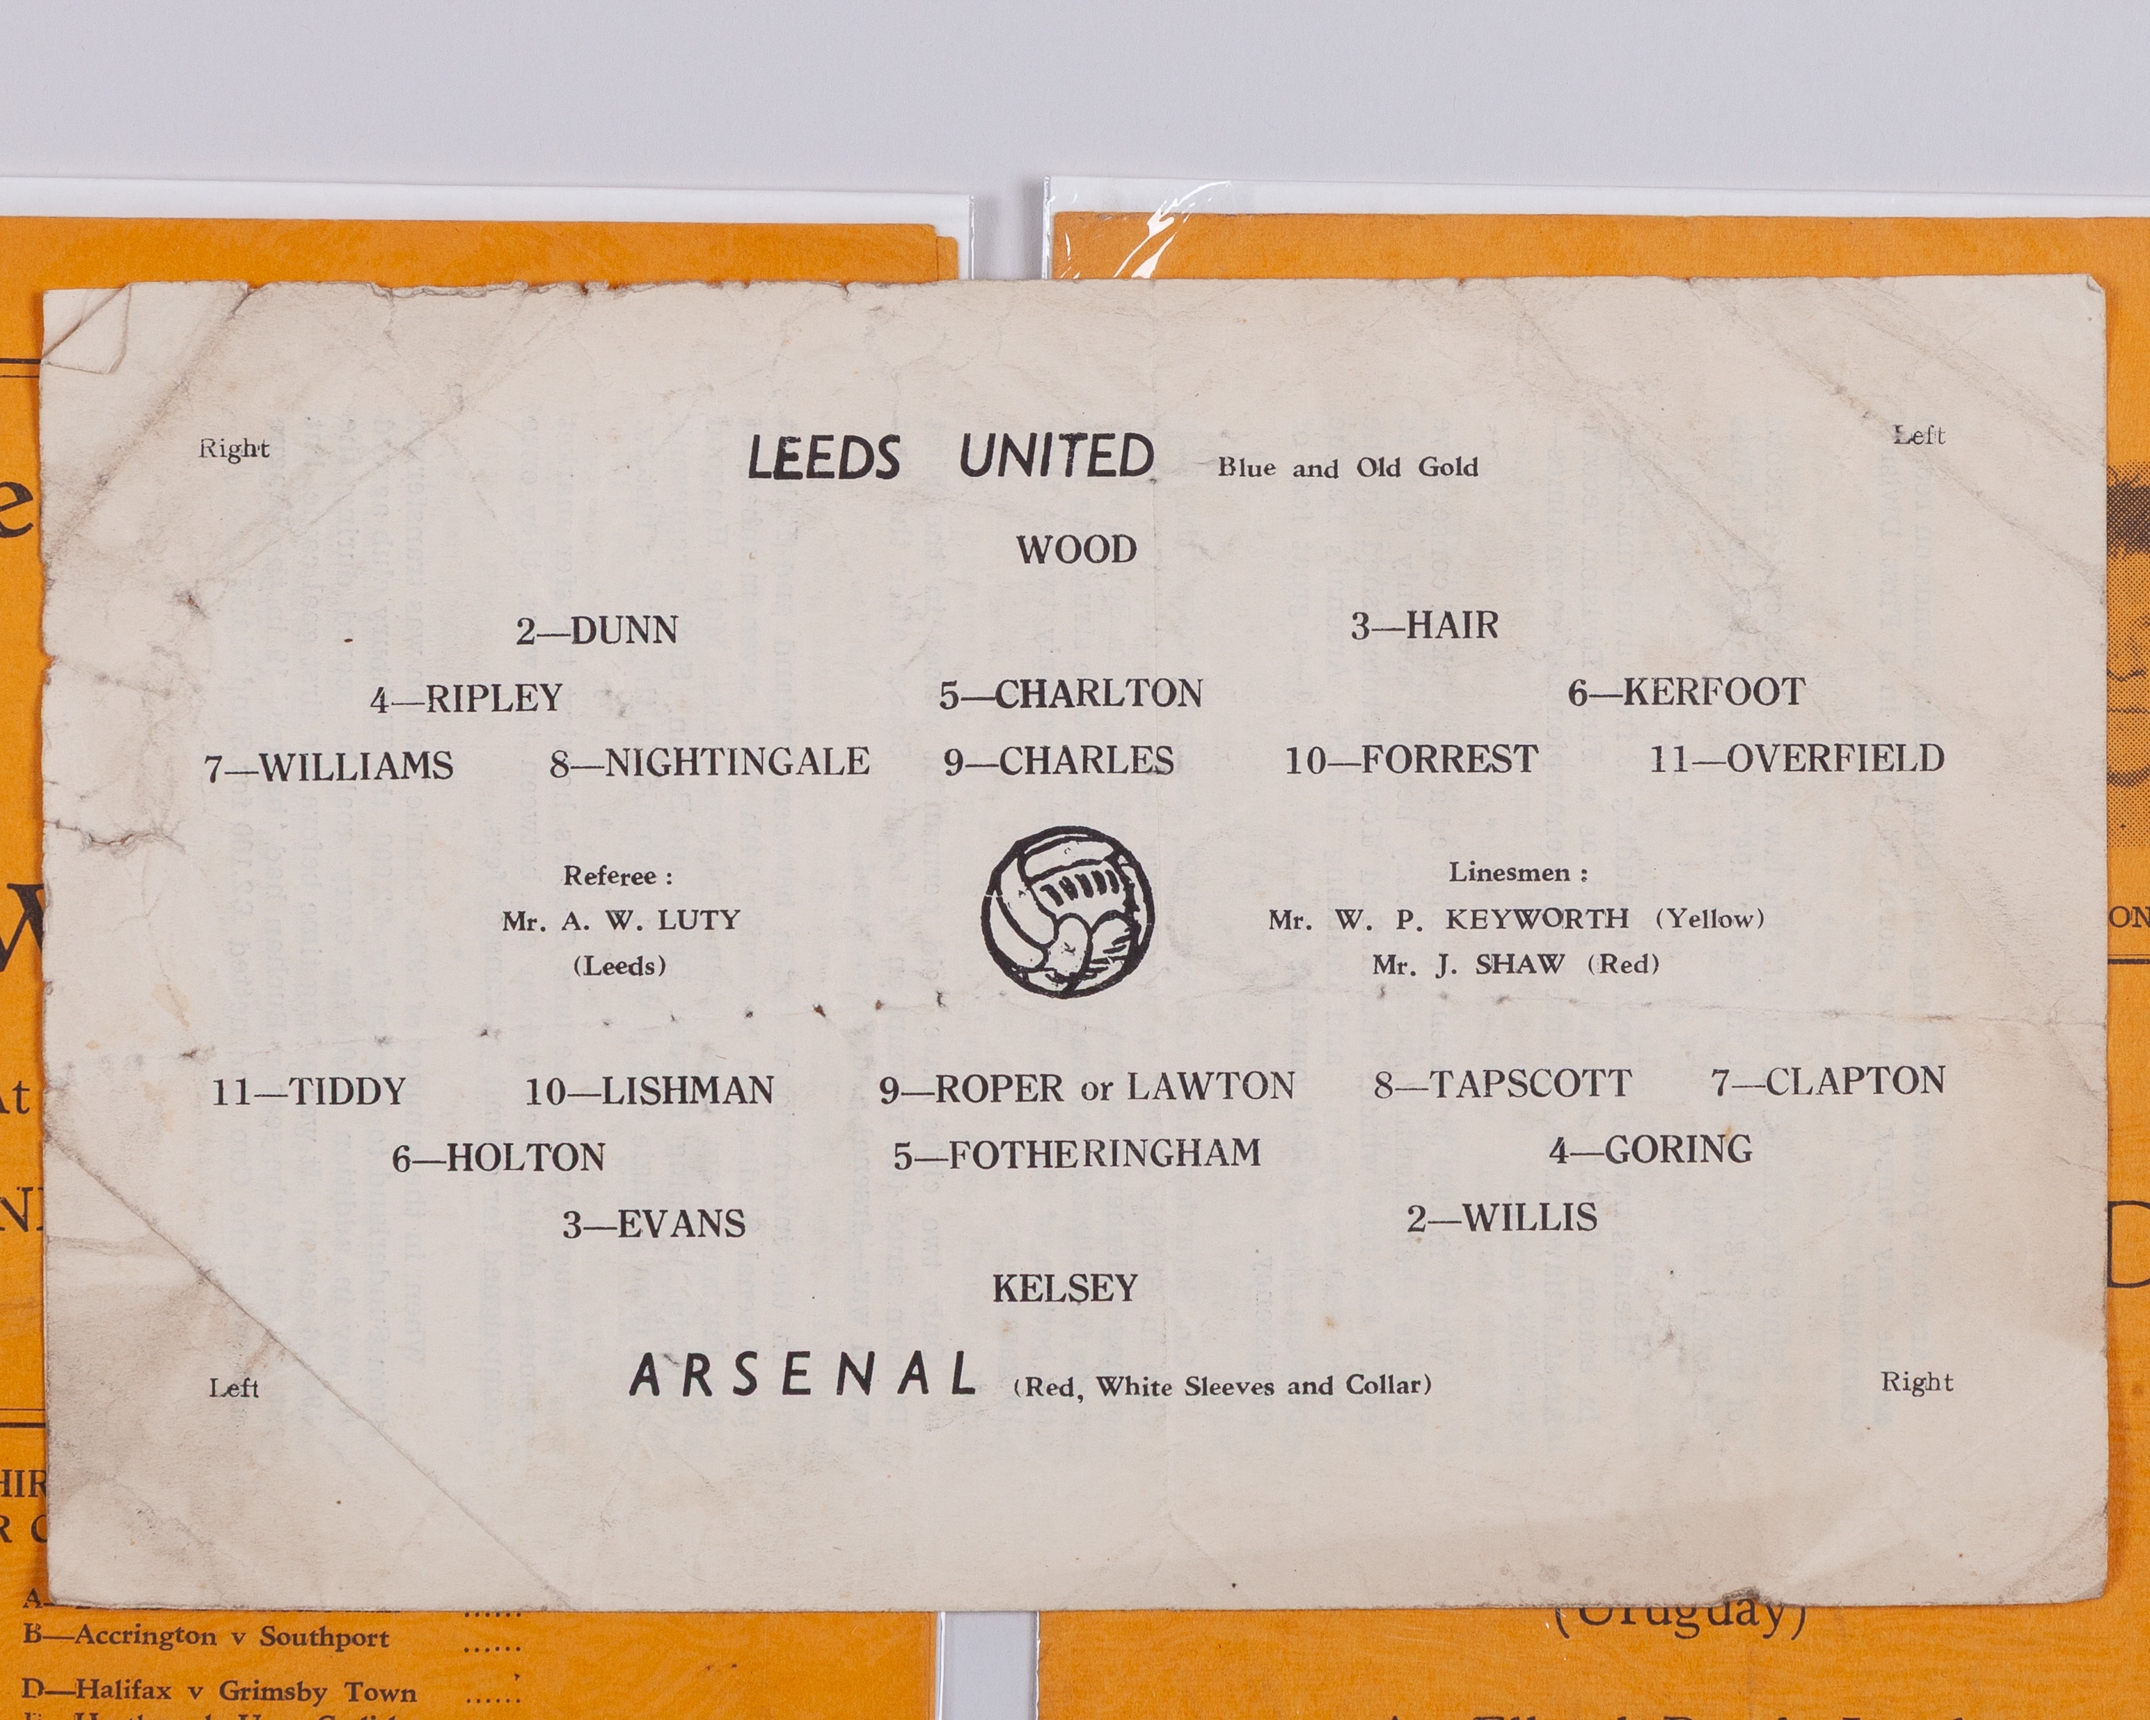 Right LEEDS UNITED Blue and Old Gold Left
WOOD
2—DUNN 3—HAIR
4—RIPLEY 5—CHARLTON 6—KERFOOT
7—WILLIAMS 8—NIGHTINGALE 9—CHARLES 10—FORREST 11—OVERFIELD
Referee : Linesmen :
Mr. A. W. LUTY Mr. W. P. KEYWORTH (Yellow)
(Leeds) Mr. J. SHAW (Red)
11—TIDDY 10—LISHMAN 9—ROPER or LAWTON 8—TAPSCOTT 7—CLAPTON
6—HOLTON 5—FOTHERINGHAM 4—GORING
3—EVANS 2—WILLIS
KELSEY
Left ARSENAL (Red, White Sleeves and Collar) Right
(Uruguay)
B—Accrington v Southport ......
D—Halifax v Grimsby Town ......